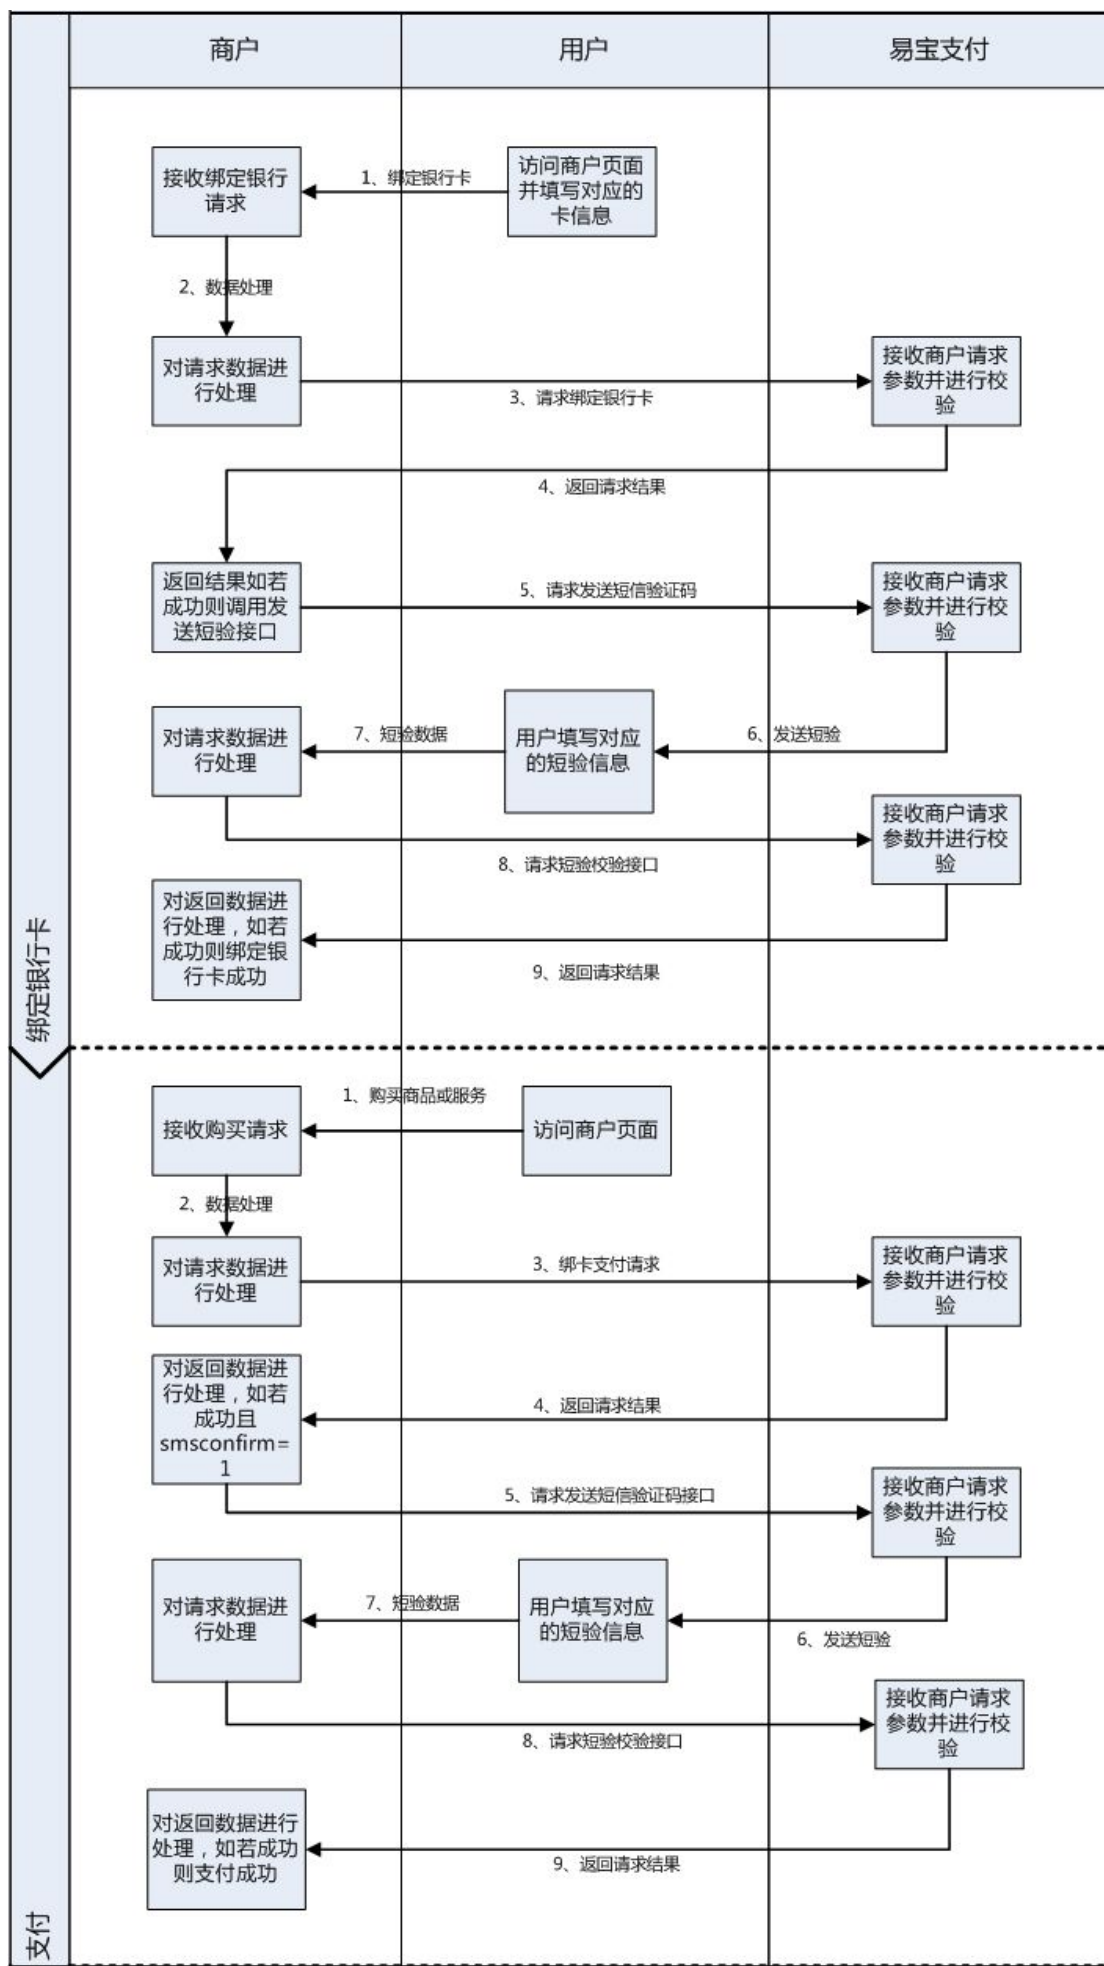 商户
用户
易宝支付
绑定银行卡
接收绑定银行
请求
1、绑定银行卡
访问商户页面
并填写对应的
卡信息
2、数据处理
对请求数据进
行处理
3、请求绑定银行卡
接收商户请求
参数并进行校
验
4、返回请求结果
返回结果如若
成功则调用发
送短验接口
5、请求发送短信验证码
接收商户请求
参数并进行校
验
6、发送短验
用户填写对应
的短验信息
7、短验数据
对请求数据进
行处理
8、请求短验校验接口
接收商户请求
参数并进行校
验
9、返回请求结果
对返回数据进
行处理，如若
成功则绑定银
行卡成功
支付
接收购买请求
1、购买商品或服务
访问商户页面
2、数据处理
对请求数据进
行处理
3、绑卡支付请求
接收商户请求
参数并进行校
验
4、返回请求结果
对返回数据进
行处理，如若
成功且
smsconfirm=
1
5、请求发送短信验证码接口
接收商户请求
参数并进行校
验
6、发送短验
用户填写对应
的短验信息
7、短验数据
对请求数据进
行处理
8、请求短验校验接口
接收商户请求
参数并进行校
验
9、返回请求结果
对返回数据进行
处理，如若成功
则支付成功